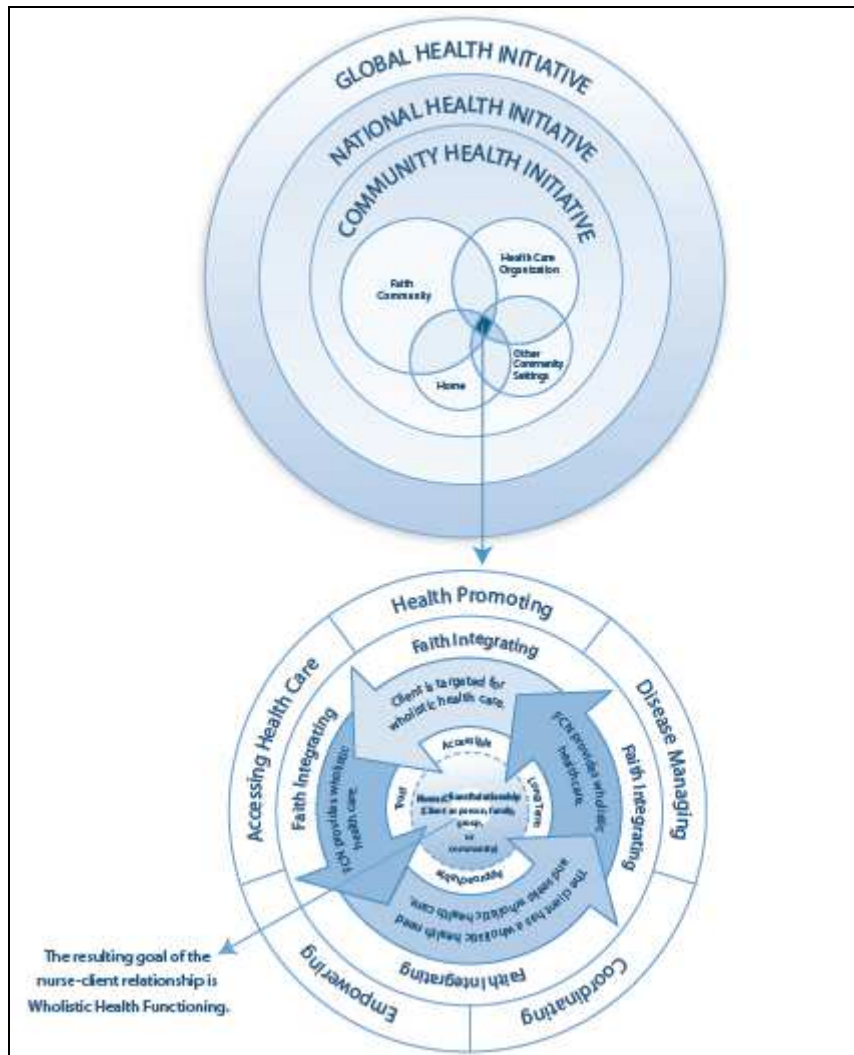 GLOBAL HEALTH INITIATIVE
NATIONAL HEALTH INITIATIVE
COMMUNITY HEALTH INITIATIVE
Faith
Community
Health Care
Organization
Home
Other
Community
Settings
Health Promoting
Disease Managing
Coordinating
Empowering
Accessing Health Care
Faith Integrating
Faith Integrating
Faith Integrating
Faith Integrating
Client is targeted for
wholistic health care.
FCN provides wholistic
health care.
The client has a wholistic health need
and seeks wholistic health care.
FCN provides wholistic
health care.
Accessible
Long Term
Approachable
Trust
Relationship
(Client as person, family,
group,
or
community)
The resulting goal of the
nurse-client relationship is
Wholistic Health Functioning.